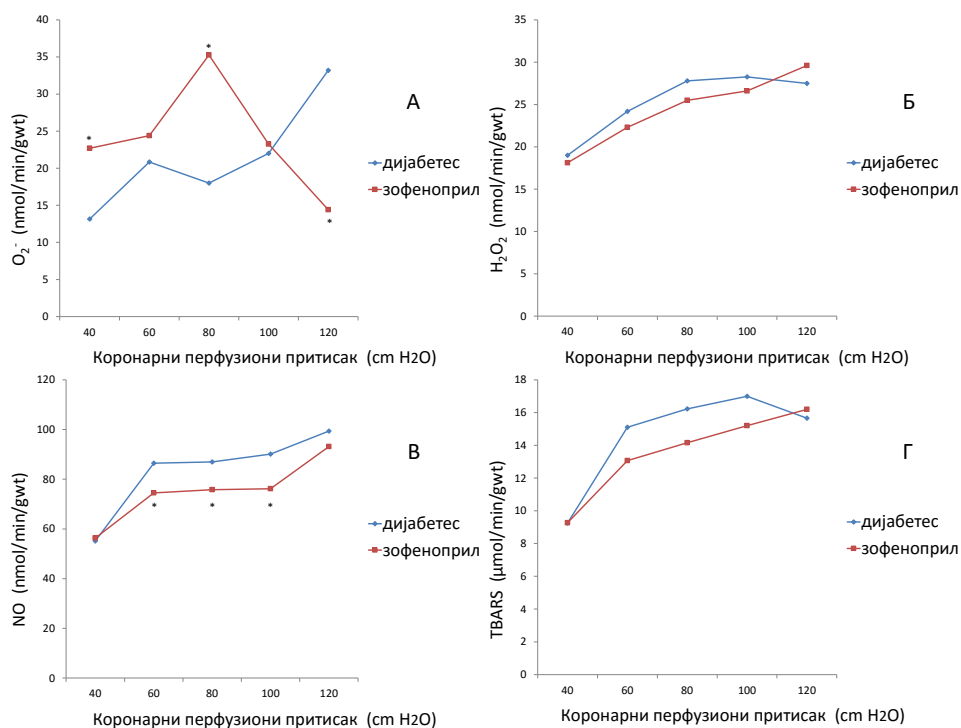 40
35
30
25
20
15
10
5
0
O₂⁻ (nmol/min/gwt)
*
*
*
А
дијабетес
зофеноприл
40 60 80 100 120
Коронарни перфузиони притисак (cm H2O)
35
30
25
20
15
10
5
0
H₂O₂ (nmol/min/gwt)
Б
дијабетес
зофеноприл
40 60 80 100 120
Коронарни перфузиони притисак (cm H2O)
120
100
80
60
40
20
0
NO (nmol/min/gwt)
* * *
В
дијабетес
зофеноприл
40 60 80 100 120
Коронарни перфузиони притисак (cm H2O)
18
16
14
12
10
8
6
4
2
0
TBARS (µmol/min/gwt)
Г
дијабетес
зофеноприл
40 60 80 100 120
Коронарни перфузиони притисак (cm H2O)